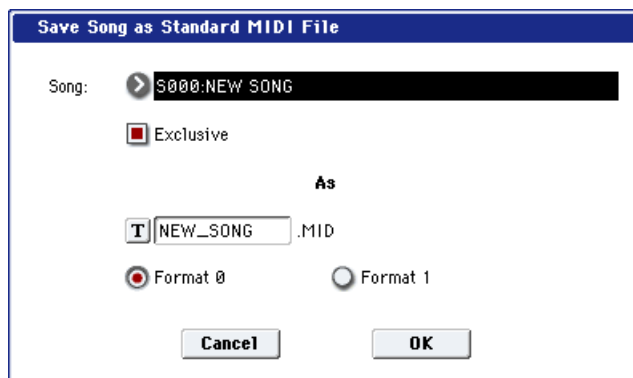 Save Song as Standard MIDI File
Song: S000:NEW SONG
Exclusive
As
T NEW_SONG .MID
Format 0 Format 1
Cancel OK